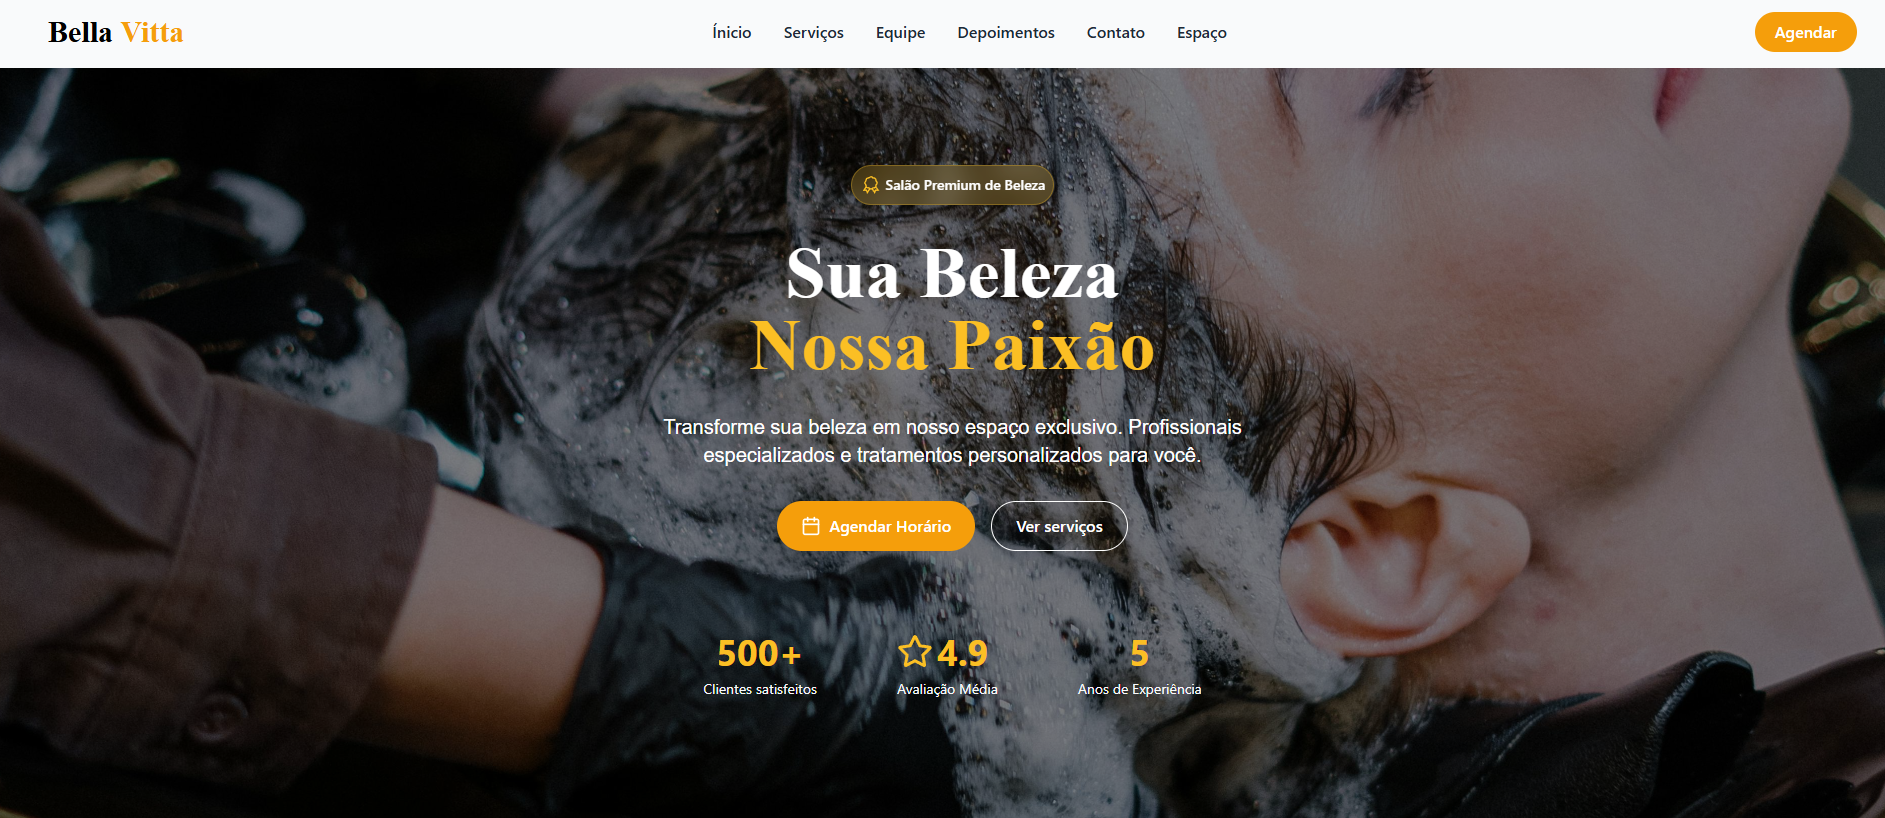 Bella Vitta
Ínicio Serviços Equipe Depoimentos Contato Espaço
Agendar
Salão Premium de Beleza
Sua Beleza
Nossa Paixão
Transforme sua beleza em nosso espaço exclusivo. Profissionais
especializados e tratamentos personalizados para você.
Agendar Horário
Ver serviços
500+
Clientes satisfeitos
4.9
Avaliação Média
5
Anos de Experiência